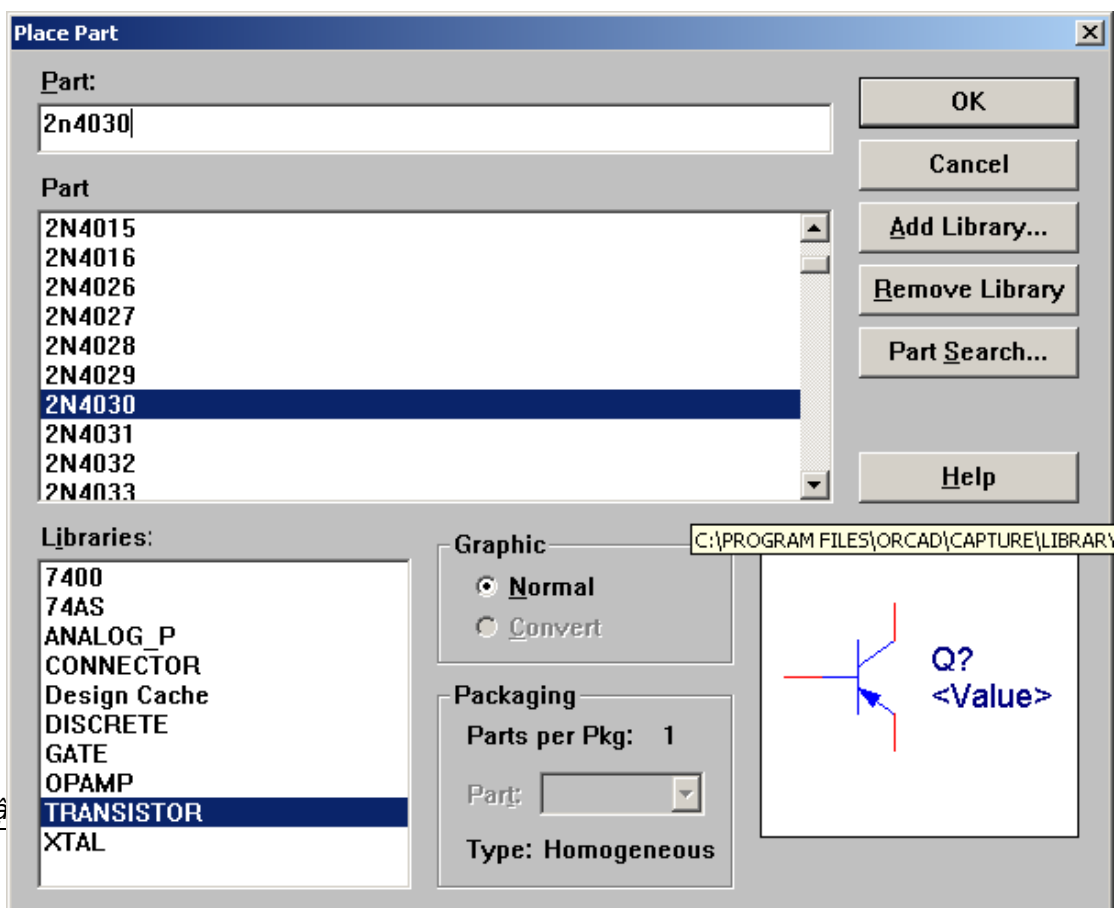 Place Part
Part:
2n4030
OK
Cancel
Add Library...
Remove Library
Part Search...
Help
Part
2N4015
2N4016
2N4026
2N4027
2N4028
2N4029
2N4030
2N4031
2N4032
2N4033
Libraries:
7400
74AS
ANALOG_P
CONNECTOR
Design Cache
DISCRETE
GATE
OPAMP
TRANSISTOR
XTAL
Graphic
Normal
Convert
Packaging
Parts per Pkg: 1
Part:
Type: Homogeneous
C:\PROGRAM FILES\ORCAD\CAPTURE\LIBRARY
Q?
<Value>